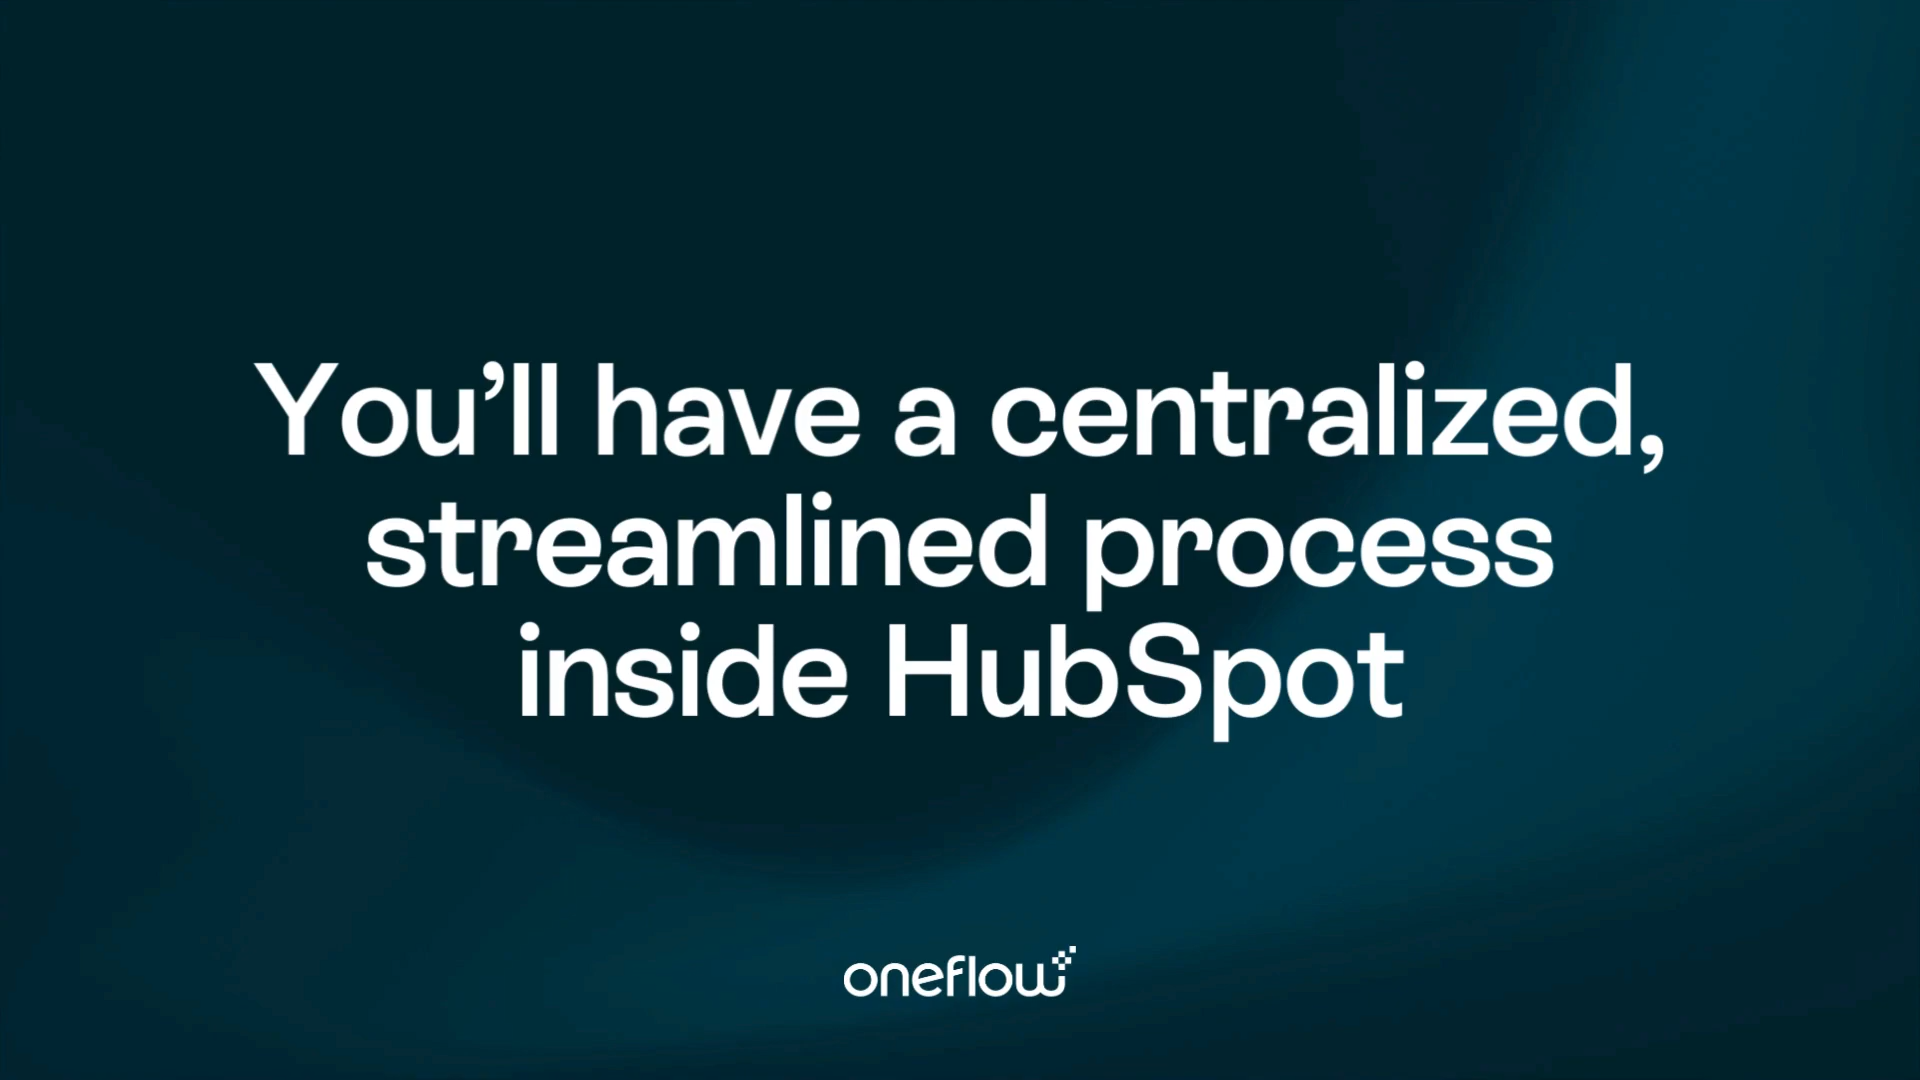 You’ll have a centralized,
streamlined process
inside HubSpot
oneflow